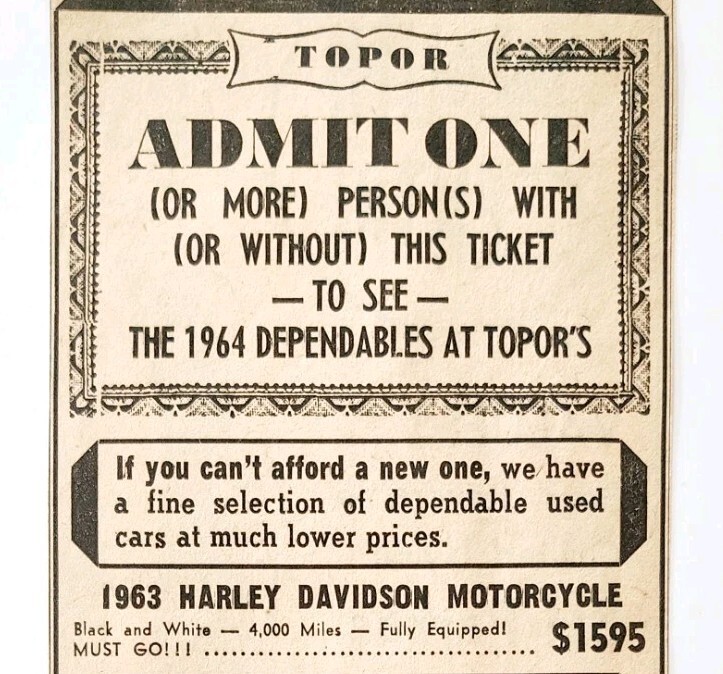 TOPOR
ADMIT ONE
(OR MORE) PERSON(S) WITH
(OR WITHOUT) THIS TICKET
— TO SEE —
THE 1964 DEPENDABLES AT TOPOR'S
If you can't afford a new one, we have
a fine selection of dependable used
cars at much lower prices.
1963 HARLEY DAVIDSON MOTORCYCLE
Black and White — 4,000 Miles — Fully Equipped!
MUST GO!!! .................................... $1595